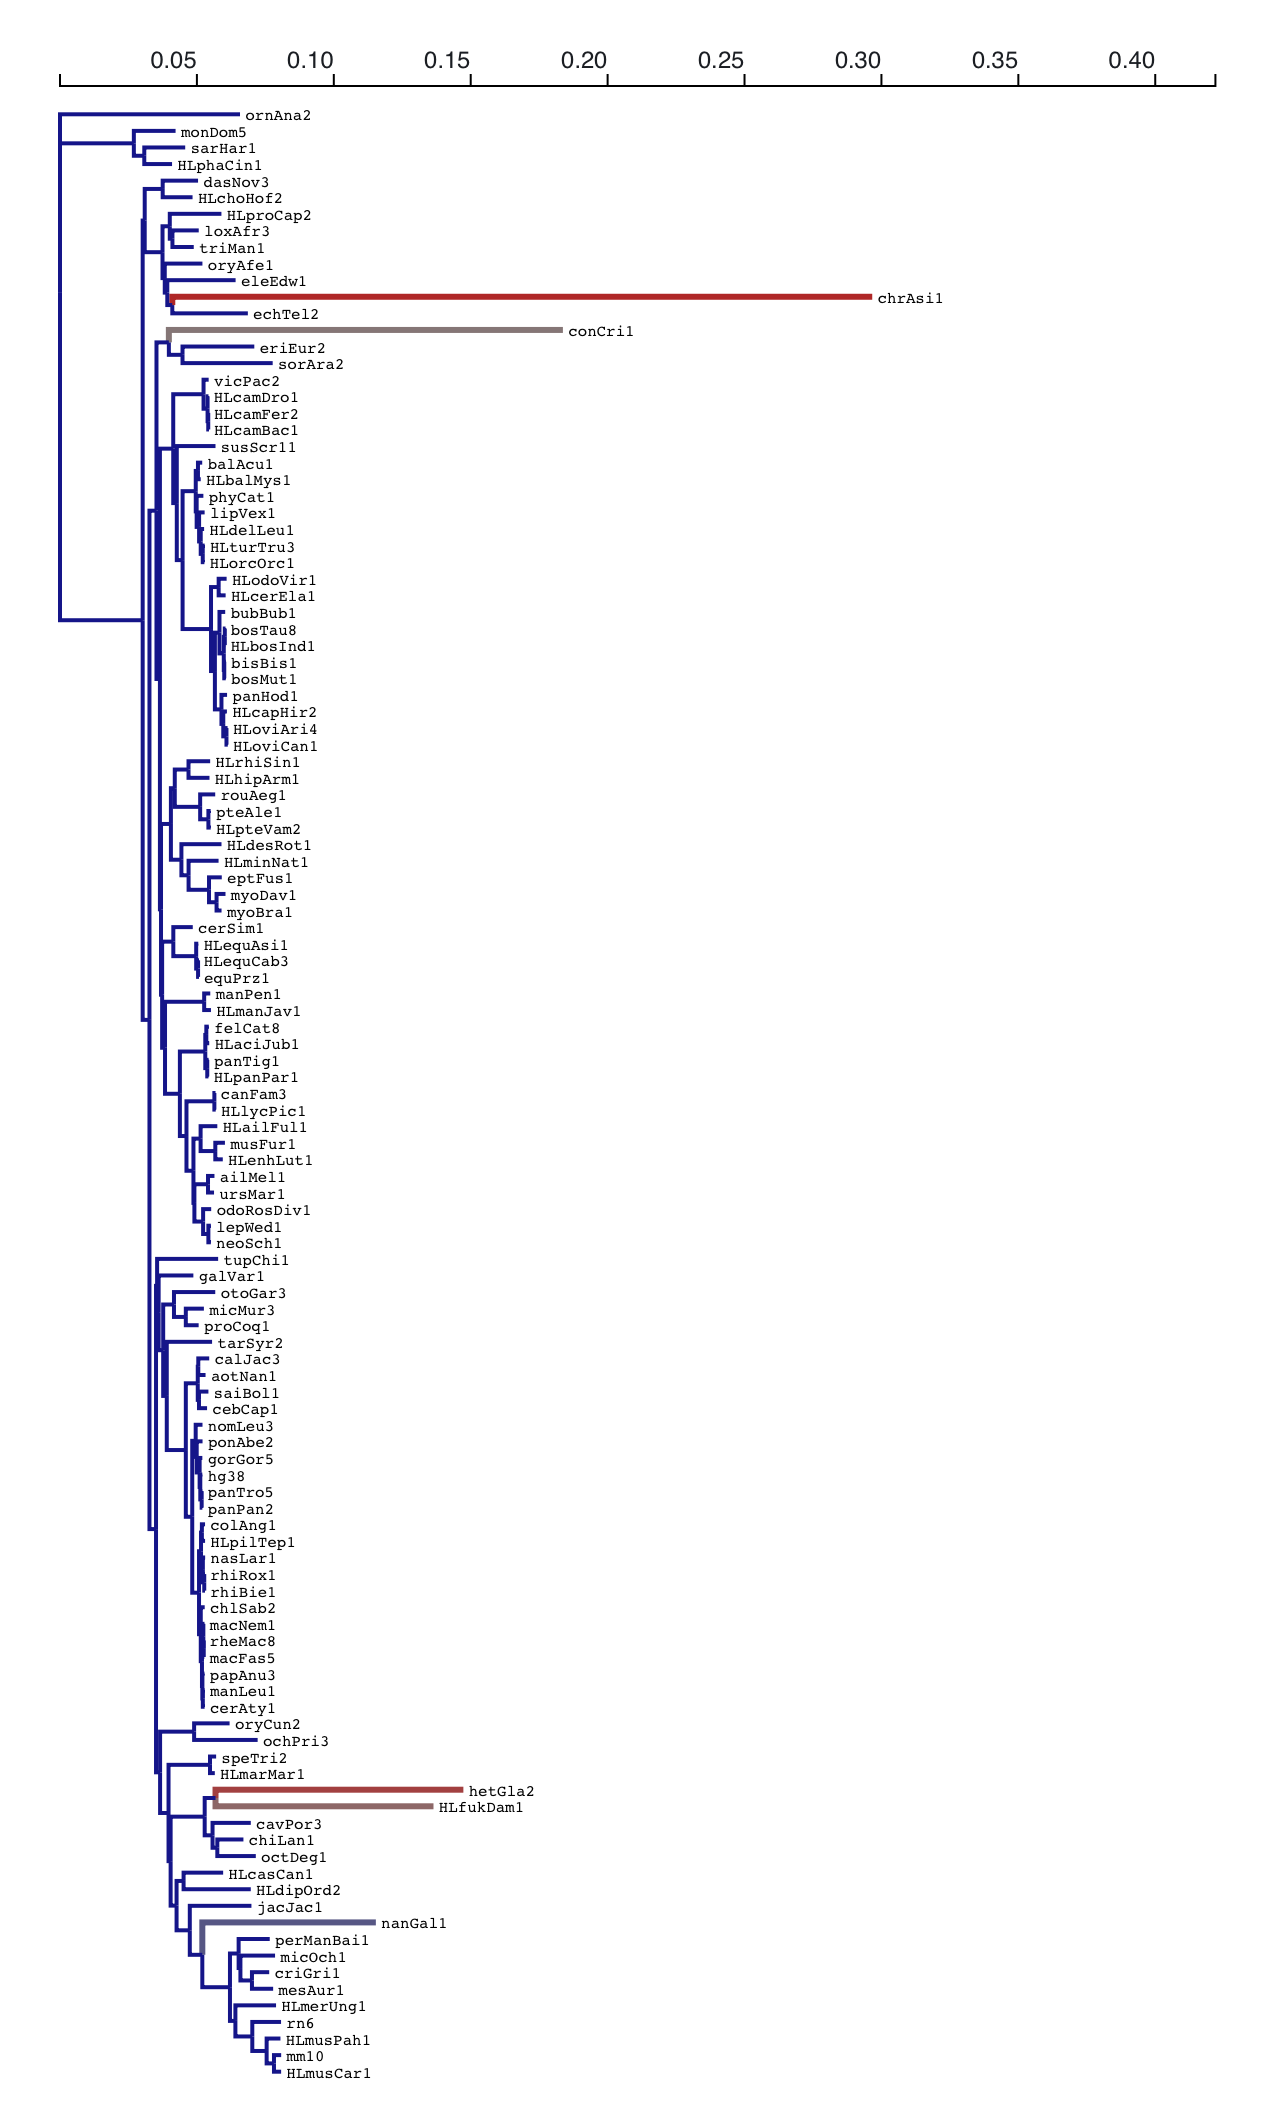 0.05 0.10 0.15 0.20 0.25 0.30 0.35 0.40
ornAna2
monDom5
sarHar1
HLphaCin1
dasNov3
HLchoHof2
HLproCap2
loxAfr3
triMan1
oryAfe1
eleEdw1
chrAsi1
echTel2
conCri1
eriEur2
sorAra2
vicPac2
HLcamDro1
HLcamFer2
HLcamBac1
susScr11
balAcu1
HLbalMys1
phyCat1
lipVex1
HLdelLeu1
HLturTru3
HLorcOrc1
HLodoVir1
HLcerEla1
bubBub1
bosTau8
HLbosInd1
bisBis1
bosMut1
panHod1
HLcapHir2
HLoviAri4
HLoviCan1
HLrhiSin1
HLhipArm1
rouAeg1
pteAle1
HLpteVam2
HLdesRot1
HLminNat1
eptFus1
myoDav1
myoBra1
cerSim1
HLequAsi1
HLequCab3
equPrz1
manPen1
HLmanJav1
felCat8
HLaciJub1
panTig1
HLpanPar1
canFam3
HLlycPic1
HLailFul1
musFur1
HLenhLut1
ailMel1
ursMar1
odoRosDiv1
lepWed1
neoSch1
tupChi1
galVar1
otoGar3
micMur3
proCoq1
tarSyr2
calJac3
aotNan1
saiBol1
cebCap1
nomLeu3
ponAbe2
gorGor5
hg38
panTro5
panPan2
colAng1
HLpilTep1
nasLar1
rhiRox1
rhiBie1
chlSab2
macNem1
rheMac8
macFas5
papAnu3
manLeu1
cerAty1
oryCun2
ochPri3
speTri2
HLmarMar1
hetGla2
HLfukDam1
cavPor3
chiLan1
octDeg1
HLcasCan1
HLdipOrd2
jacJac1
nanGal1
perManBai1
micOch1
criGri1
mesAur1
HLmerUng1
rn6
HLmusPah1
mm10
HLmusCar1